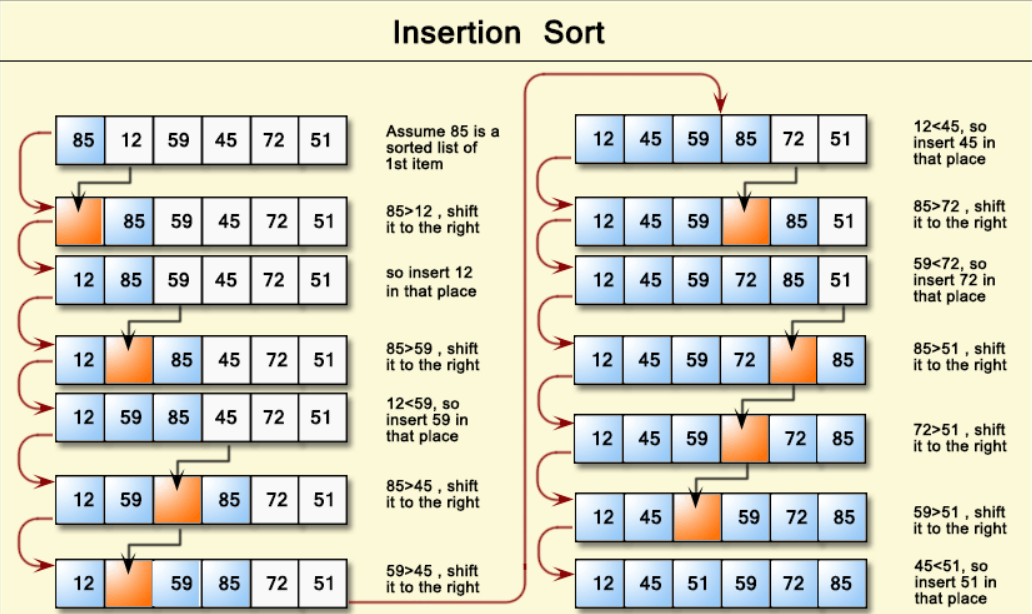 Insertion Sort
85 12 59 45 72 51
Assume 85 is a
sorted list of
1st item
85 59 45 72 51
85>12 , shift
it to the right
12 85 59 45 72 51
so insert 12
in that place
12 85 45 72 51
85>59 , shift
it to the right
12 59 85 45 72 51
12<59, so
insert 59 in
that place
12 59 85 72 51
85>45 , shift
it to the right
12 59 85 72 51
59>45 , shift
it to the right
12 45 59 85 72 51
12<45, so
insert 45 in
that place
12 45 59 85 51
85>72 , shift
it to the right
12 45 59 72 85 51
59<72, so
insert 72 in
that place
12 45 59 72 85
85>51 , shift
it to the right
12 45 59 72 85
72>51 , shift
it to the right
12 45 59 72 85
59>51 , shift
it to the right
12 45 51 59 72 85
45<51, so
insert 51 in
that place